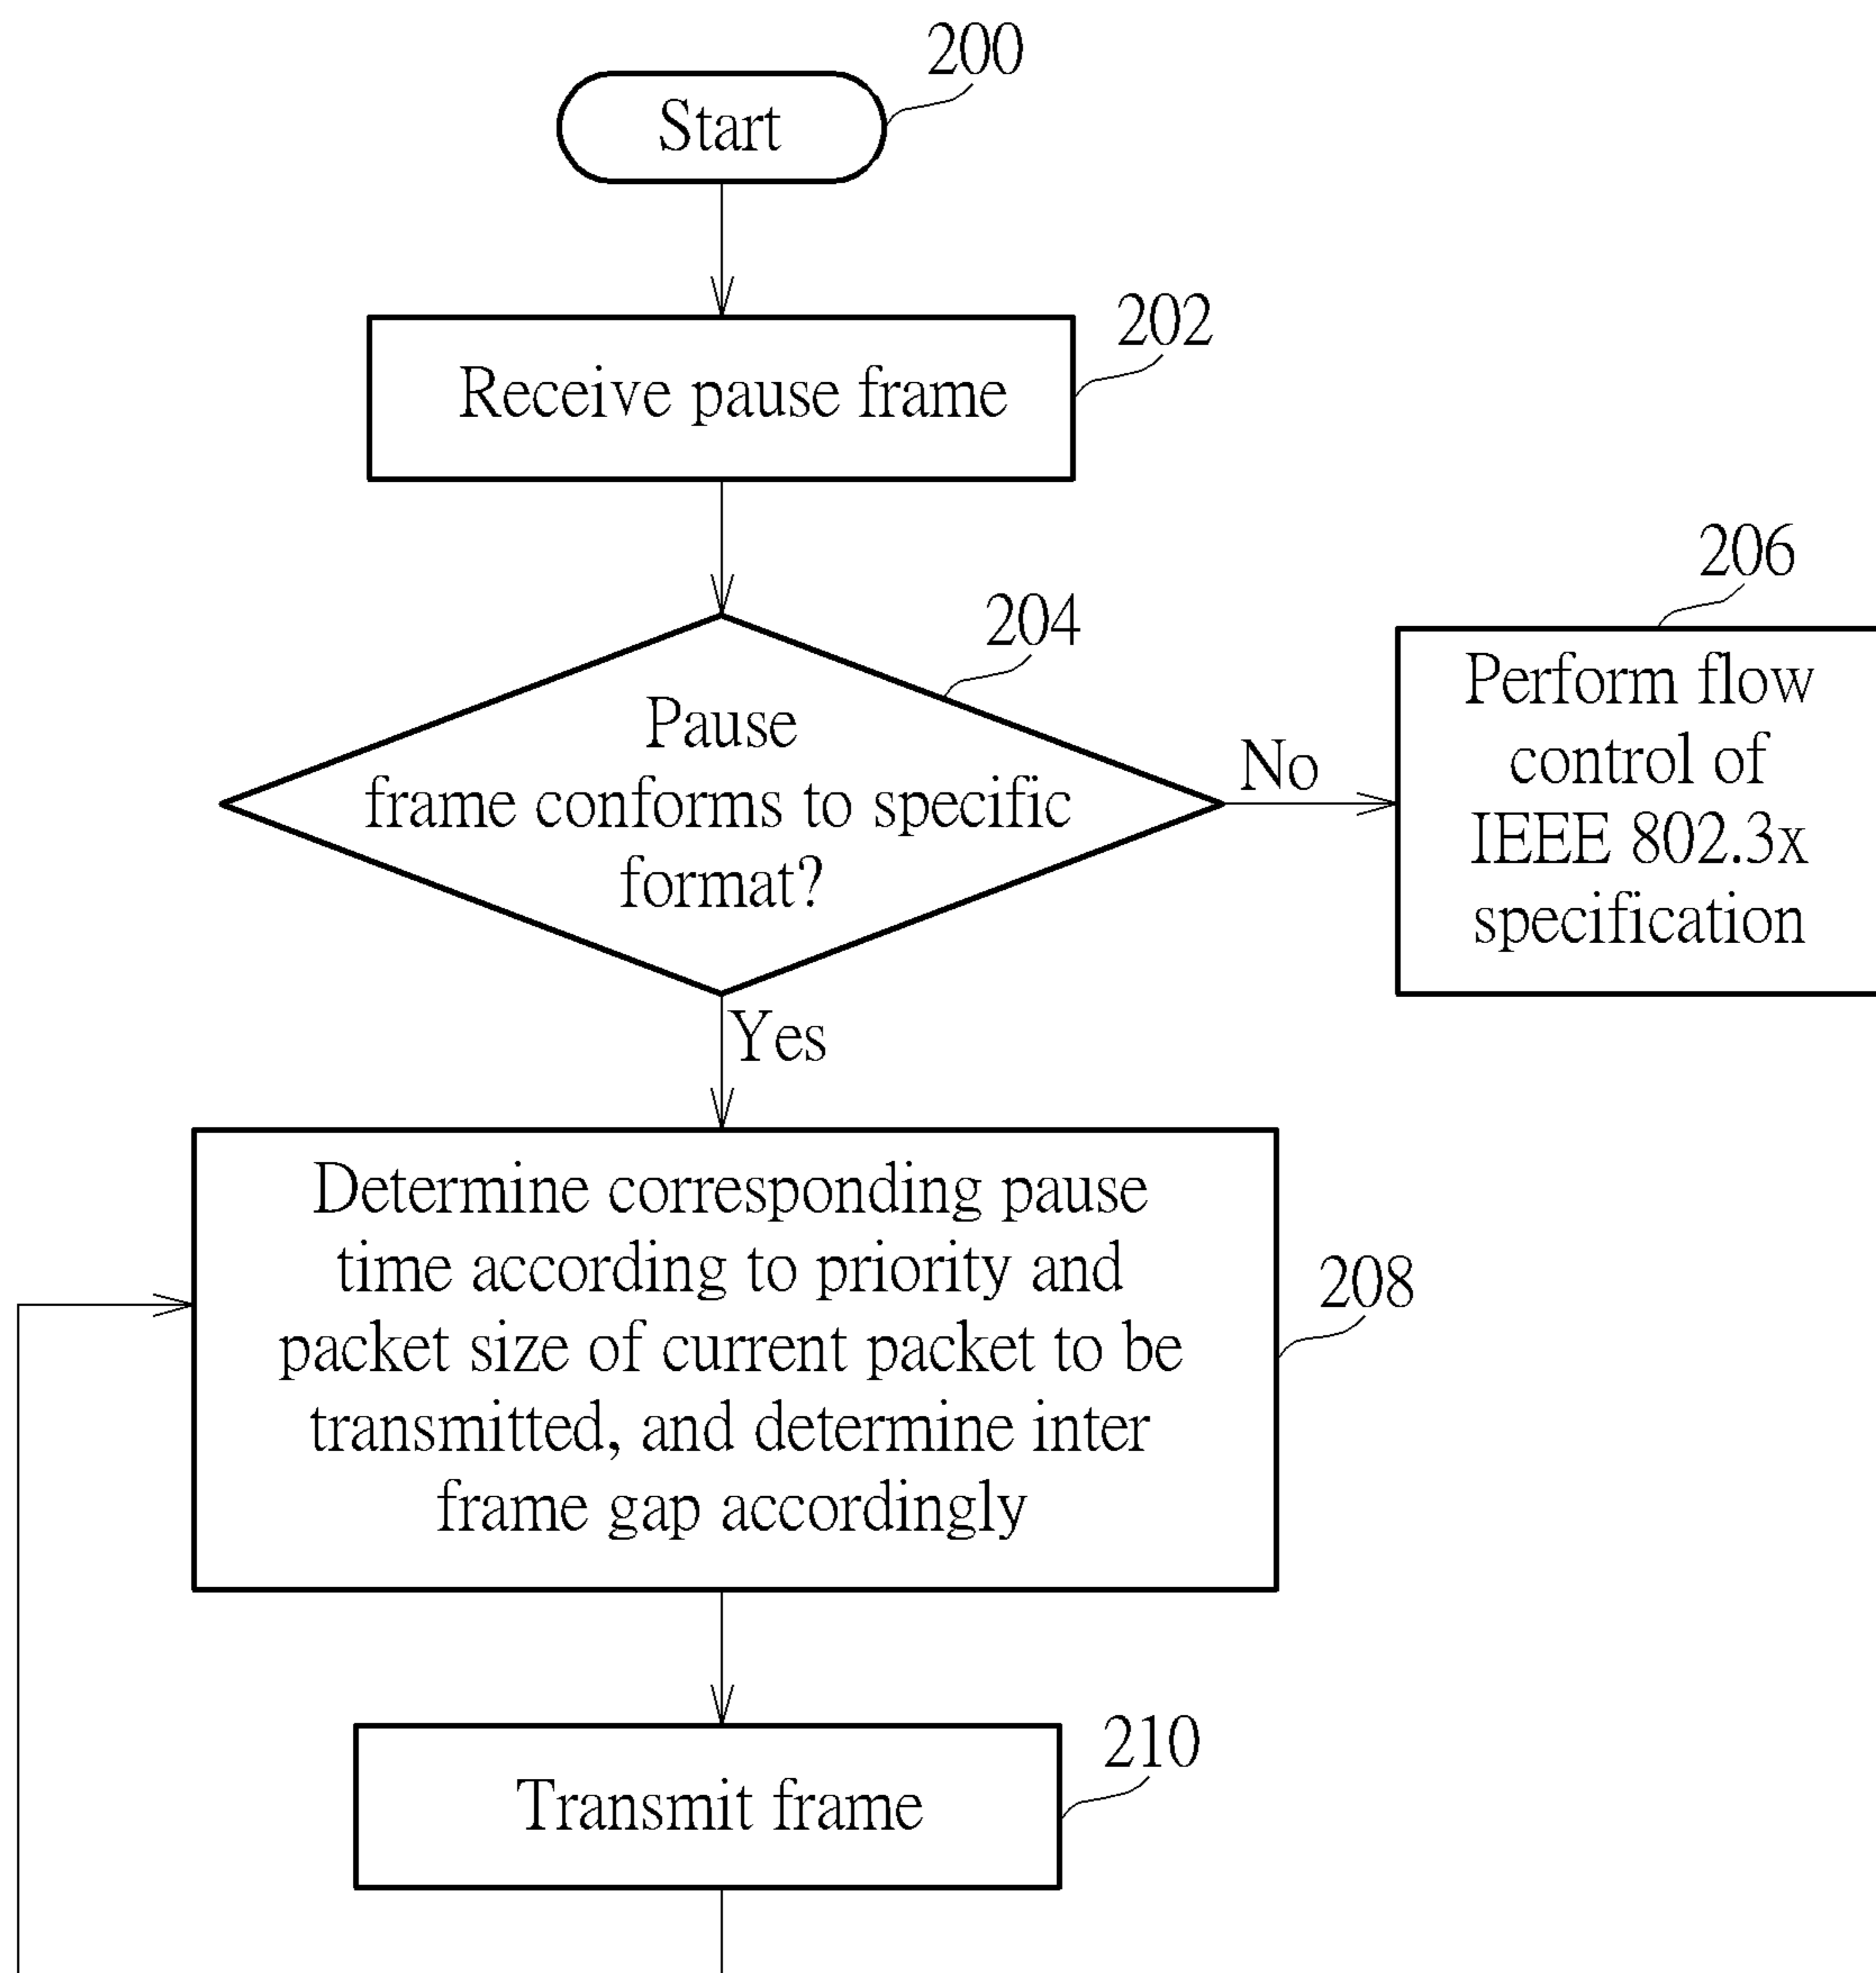 200
Start
202
Receive pause frame
204
206
Pause
frame conforms to specific
format?
No
Perform flow
control of
IEEE 802.3x
specification
Yes
208
Determine corresponding pause
time according to priority and
packet size of current packet to be
transmitted, and determine inter
frame gap accordingly
210
Transmit frame